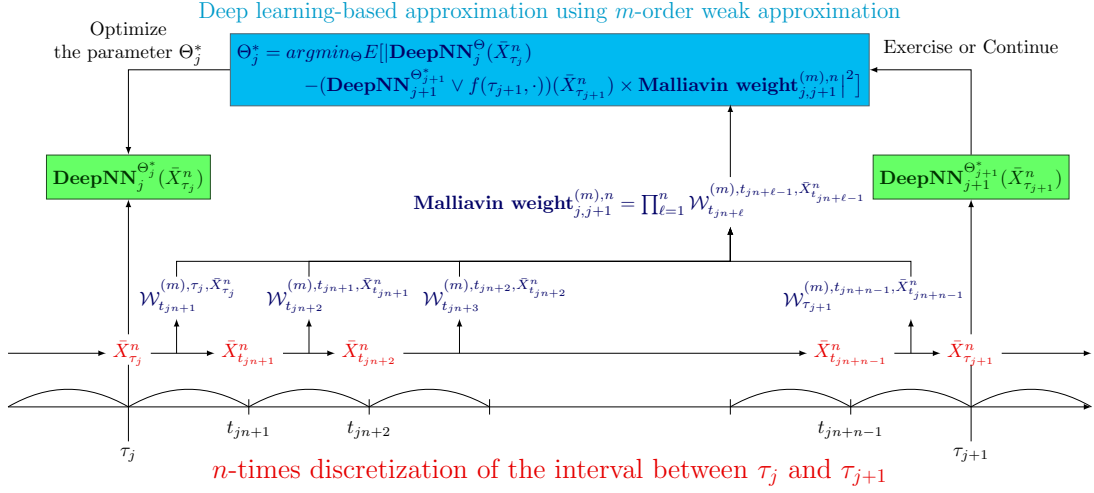 Deep learning-based approximation using m-order weak approximation
Optimize
the parameter Θ*_j
Θ*_j = argmin_Θ E[|DeepNN^Θ_j(X̄^n_{τ_j})
−(DeepNN^{Θ*_{j+1}}_{j+1} ∨ f(τ_{j+1}, ·))(X̄^n_{τ_{j+1}}) × Malliavin weight^{(m),n}_{j,j+1}|^2]
Exercise or Continue
DeepNN^{Θ*_j}_j(X̄^n_{τ_j})
DeepNN^{Θ*_{j+1}}_{j+1}(X̄^n_{τ_{j+1}})
Malliavin weight^{(m),n}_{j,j+1} = ∏^n_{ℓ=1} 𝒲^{(m),t_{jn+ℓ−1},X̄^n_{t_{jn+ℓ−1}}}_{t_{jn+ℓ}}
𝒲^{(m),τ_j,X̄^n_{τ_j}}_{t_{jn+1}} 𝒲^{(m),t_{jn+1},X̄^n_{t_{jn+1}}}_{t_{jn+2}} 𝒲^{(m),t_{jn+2},X̄^n_{t_{jn+2}}}_{t_{jn+3}} 𝒲^{(m),t_{jn+n−1},X̄^n_{t_{jn+n−1}}}_{τ_{j+1}}
X̄^n_{τ_j} X̄^n_{t_{jn+1}} X̄^n_{t_{jn+2}} X̄^n_{t_{jn+n−1}} X̄^n_{τ_{j+1}}
t_{jn+1} t_{jn+2} t_{jn+n−1}
τ_j τ_{j+1}
n-times discretization of the interval between τ_j and τ_{j+1}